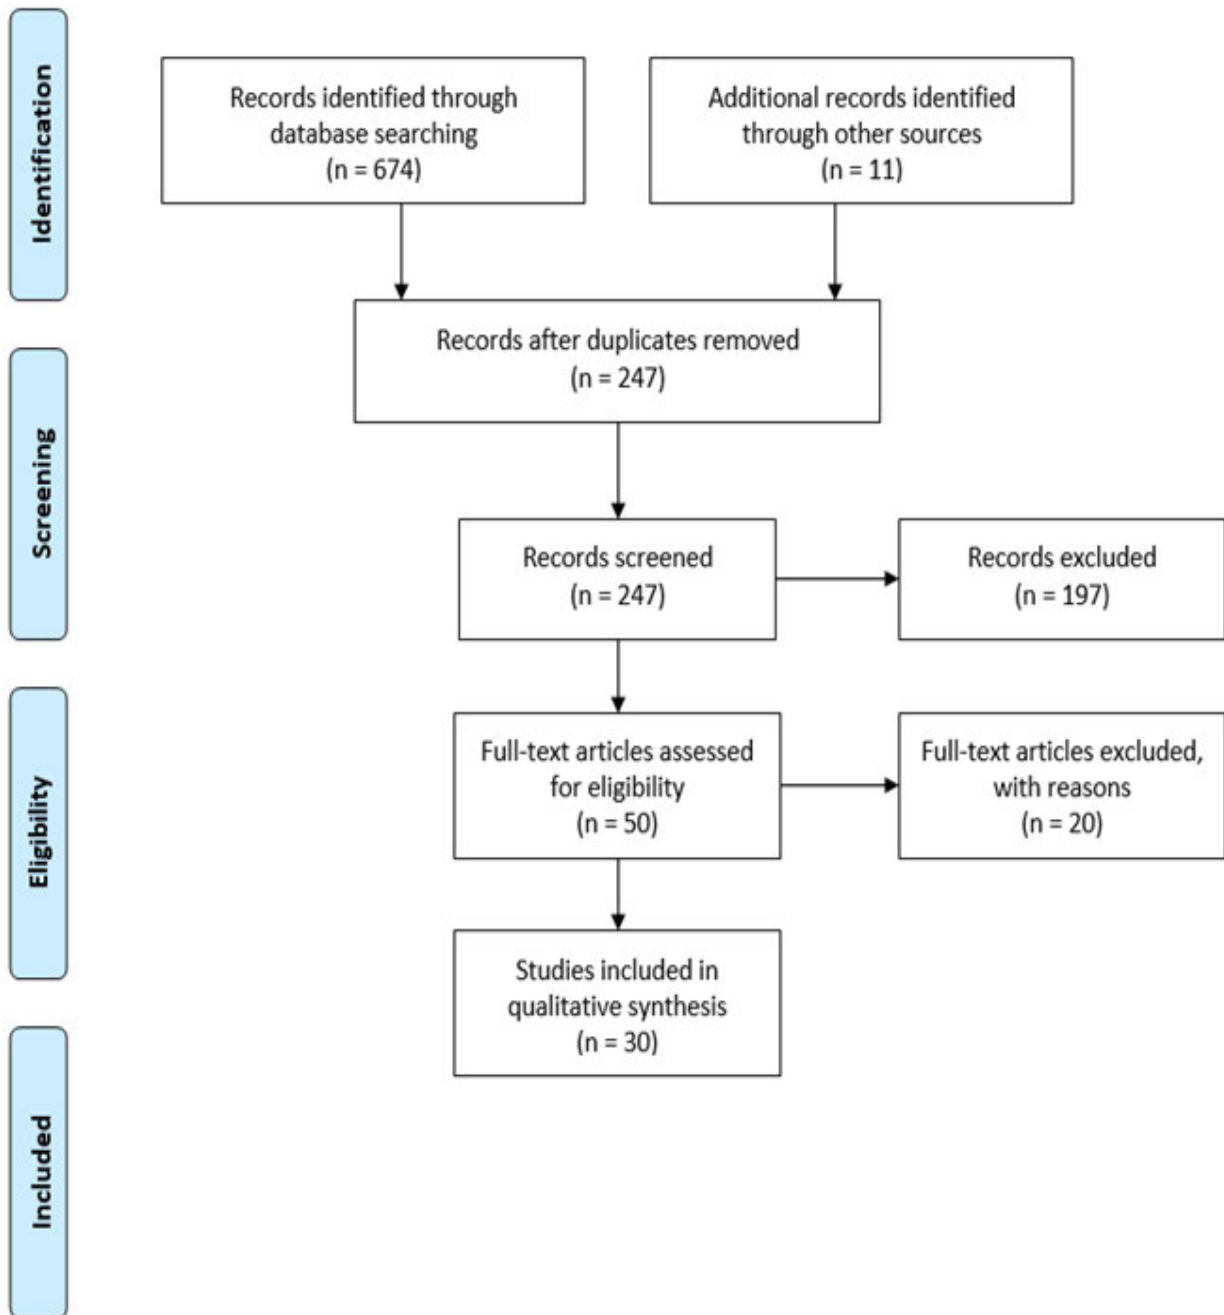 Identification
Records identified through
database searching
(n = 674)
Additional records identified
through other sources
(n = 11)
Records after duplicates removed
(n = 247)
Screening
Records screened
(n = 247)
Records excluded
(n = 197)
Eligibility
Full-text articles assessed
for eligibility
(n = 50)
Full-text articles excluded,
with reasons
(n = 20)
Studies included in
qualitative synthesis
(n = 30)
Included